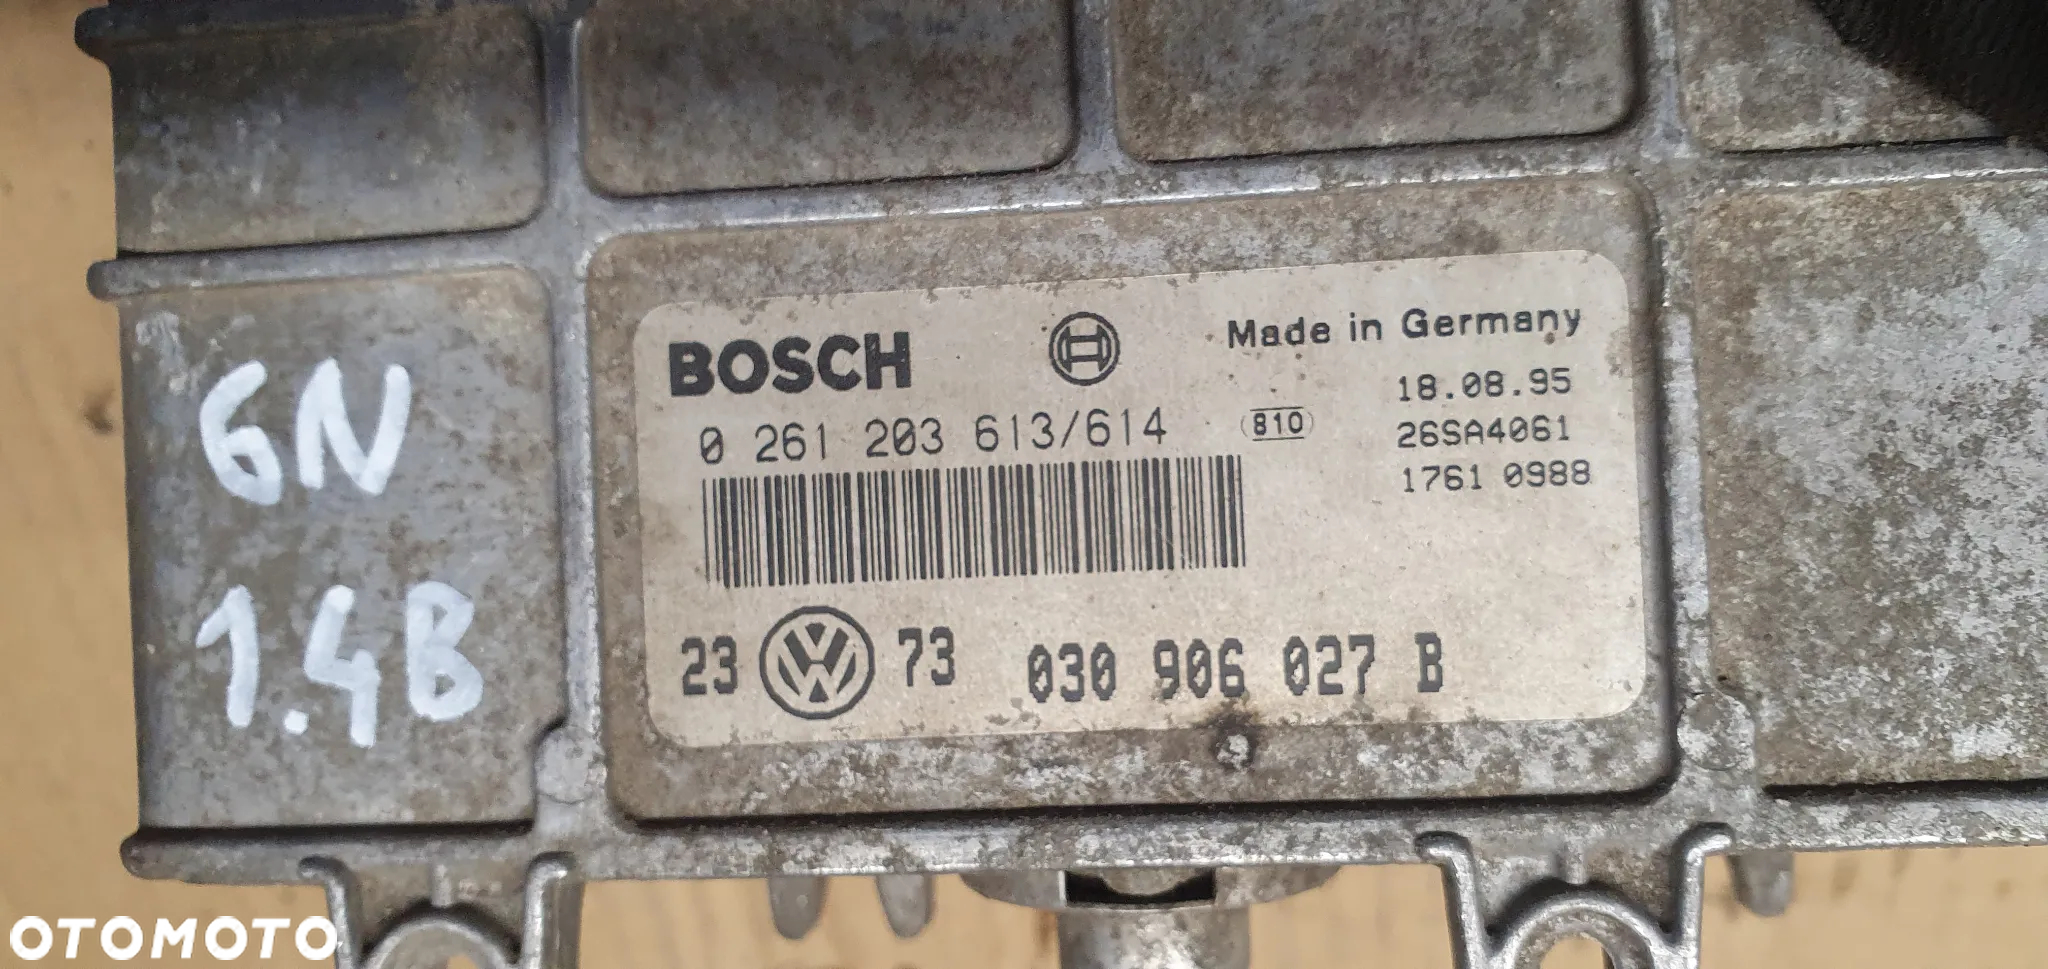 6N
1.4B
BOSCH
Made in Germany
0 261 203 613/614
810
18.08.95
26SA4061
1761 0988
23 VW 73 030 906 027 B
OTOMOTO